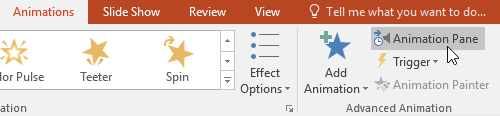 Animations Slide Show Review View Tell me what you want to do...
lor Pulse Teeter Spin
Effect Options
Add Animation
Animation Pane
Trigger
Animation Painter
ation Advanced Animation